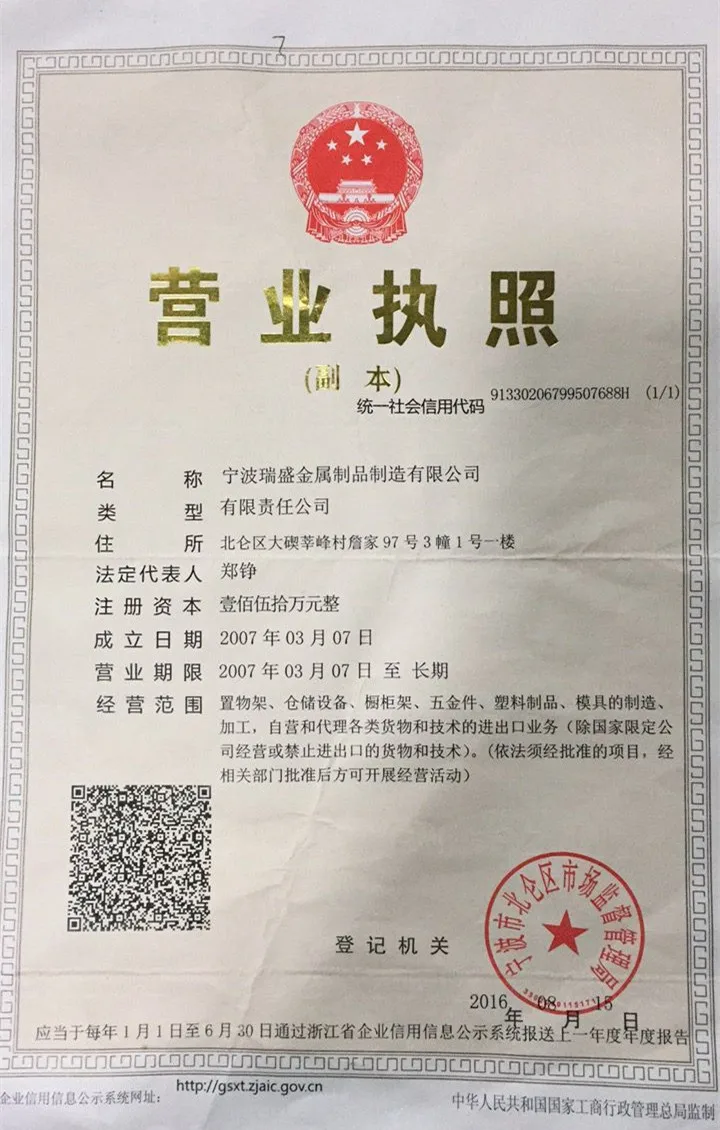 营业执照
(副 本)
统一社会信用代码 91330206799507688H (1/1)
名 称 宁波瑞盛金属制品制造有限公司
类 型 有限责任公司
住 所 北仑区大碶莘峰村詹家97号3幢1号一楼
法定代表人 郑铮
注册资本 壹佰伍拾万元整
成立日期 2007年03月07日
营业期限 2007年03月07日 至 长期
经营范围 置物架、仓储设备、橱柜架、五金件、塑料制品、模具的制造、
加工，自营和代理各类货物和技术的进出口业务（除国家限定公
司经营或禁止进出口的货物和技术）。(依法须经批准的项目，经
相关部门批准后方可开展经营活动)
宁波市北仑区市场监督管理局
登记机关
2016年08月15日
应当于每年1月1日至6月30日通过浙江省企业信用信息公示系统报送上一年度年度报告
企业信用信息公示系统网址： http://gsxt.zjaic.gov.cn
中华人民共和国国家工商行政管理总局监制